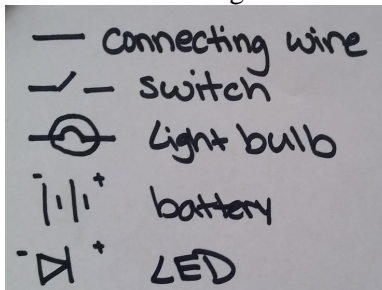 connecting wire
switch
Light bulb
- + battery
- + LED